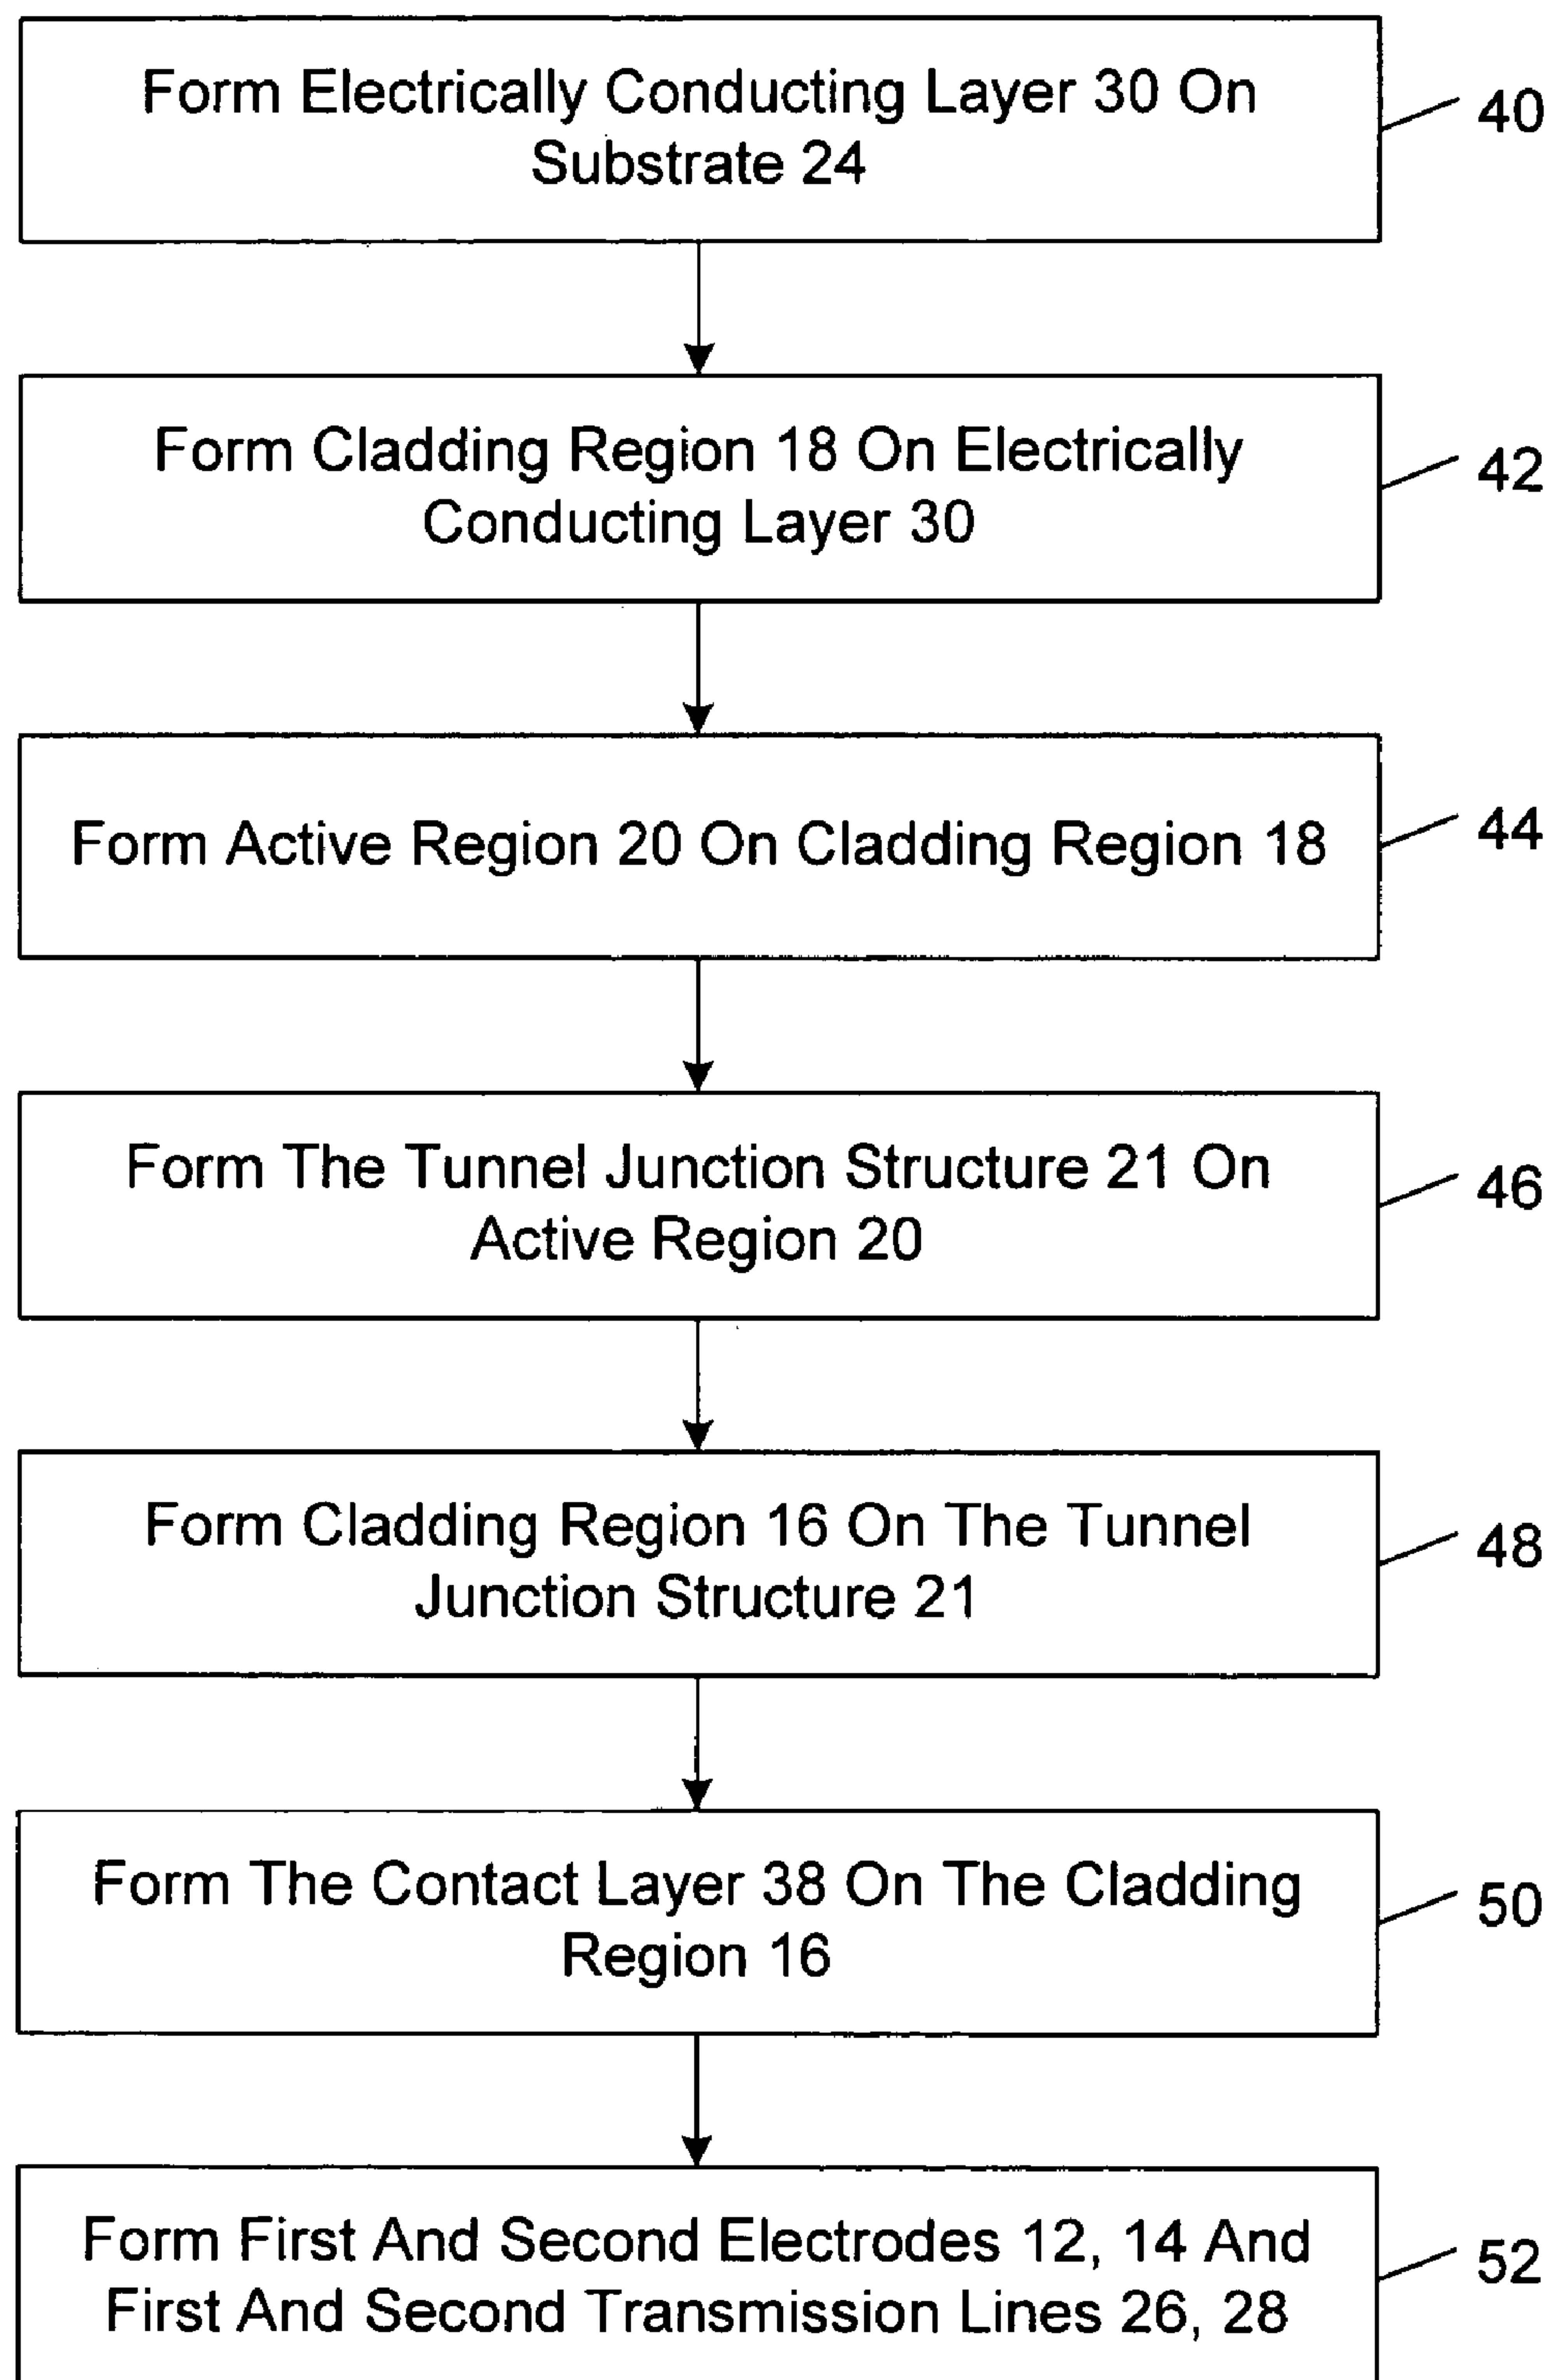 Form Electrically Conducting Layer 30 On
Substrate 24
40
Form Cladding Region 18 On Electrically
Conducting Layer 30
42
Form Active Region 20 On Cladding Region 18
44
Form The Tunnel Junction Structure 21 On
Active Region 20
46
Form Cladding Region 16 On The Tunnel
Junction Structure 21
48
Form The Contact Layer 38 On The Cladding
Region 16
50
Form First And Second Electrodes 12, 14 And
First And Second Transmission Lines 26, 28
52